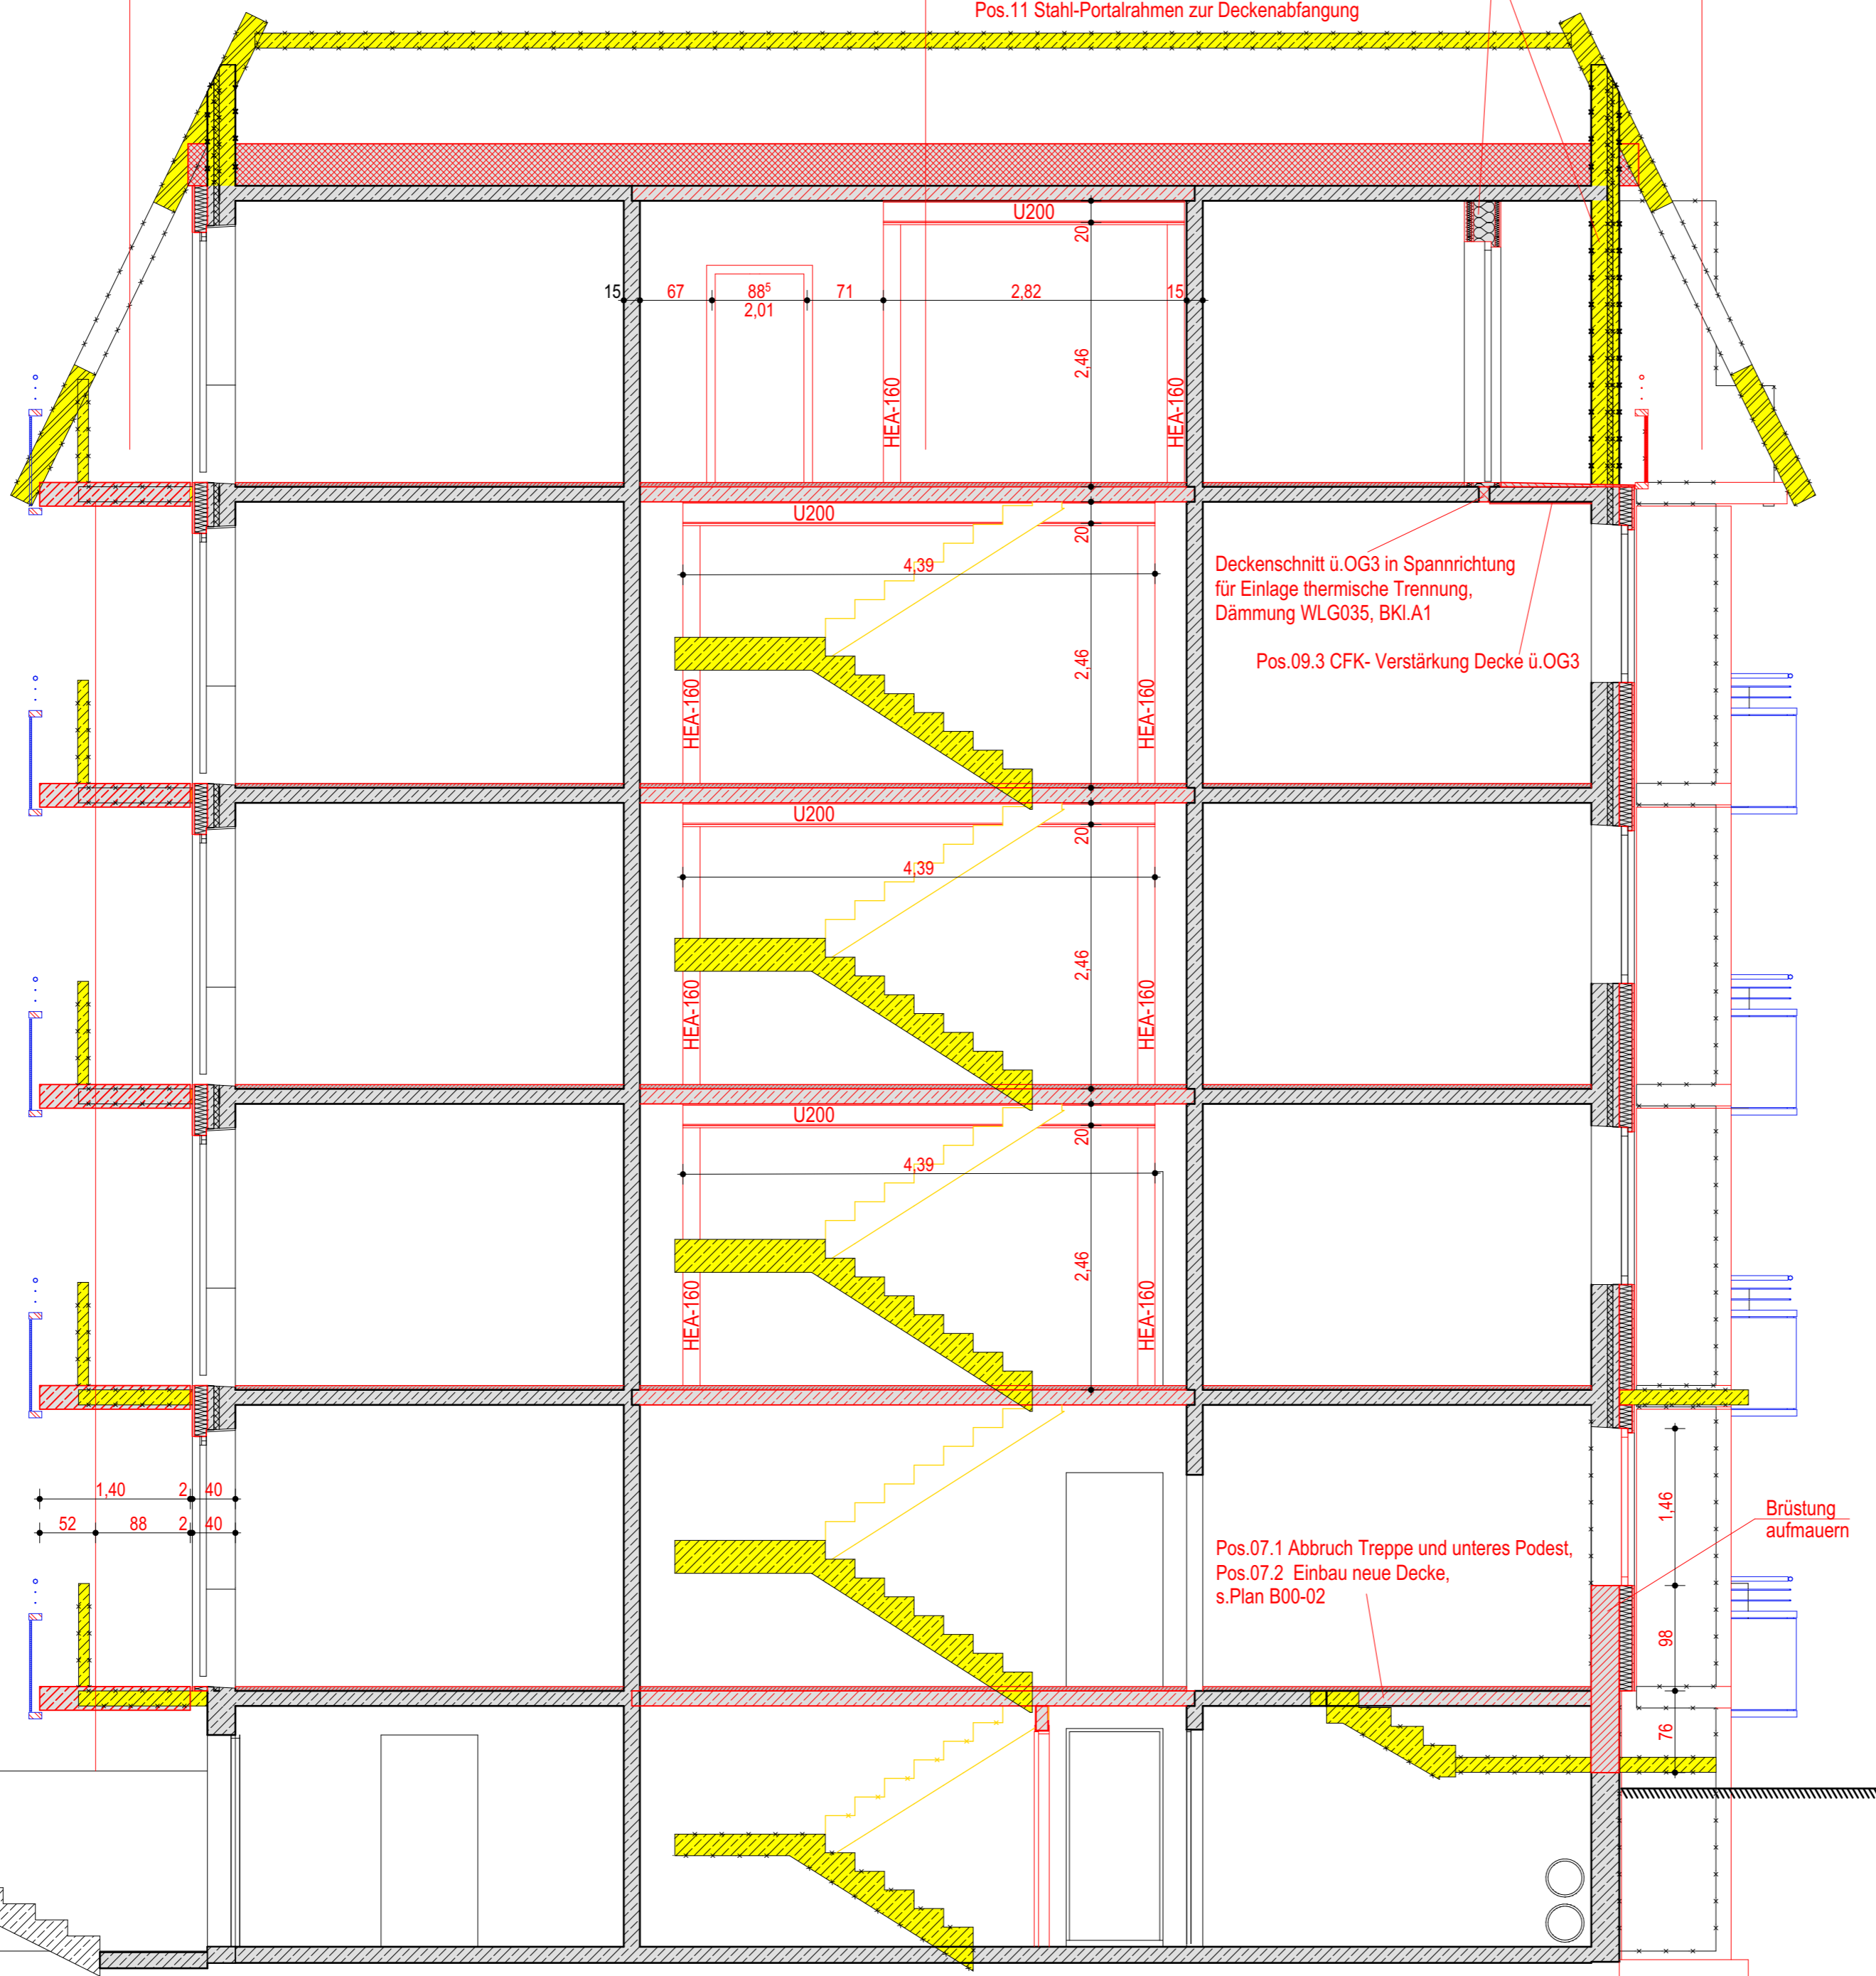 Pos.11 Stahl-Portalrahmen zur Deckenabfangung
U200
20
15
67
88⁵
2,01
71
2,82
15
2,46
HEA-160
HEA-160
U200
20
4,39
Deckenschnitt ü.OG3 in Spannrichtung
für Einlage thermische Trennung,
Dämmung WLG035, BKl.A1
Pos.09.3 CFK- Verstärkung Decke ü.OG3
2,46
HEA-160
HEA-160
U200
20
4,39
2,46
HEA-160
HEA-160
U200
20
4,39
2,46
HEA-160
HEA-160
1,40
2
40
52
88
2
40
1,46
Brüstung
aufmauern
Pos.07.1 Abbruch Treppe und unteres Podest,
Pos.07.2 Einbau neue Decke,
s.Plan B00-02
98
76